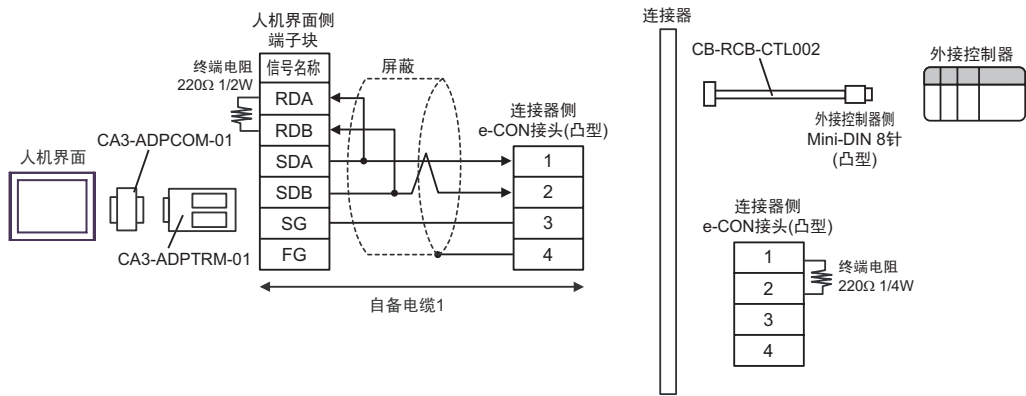 人机界面
CA3-ADPCOM-01
CA3-ADPTRM-01
终端电阻
220Ω 1/2W
人机界面侧
端子块
信号名称
RDA
RDB
SDA
SDB
SG
FG
屏蔽
连接器侧
e-CON接头(凸型)
1
2
3
4
自备电缆1
连接器
CB-RCB-CTL002
外接控制器侧
Mini-DIN 8针
(凸型)
外接控制器
连接器侧
e-CON接头(凸型)
1
2
3
4
终端电阻
220Ω 1/4W